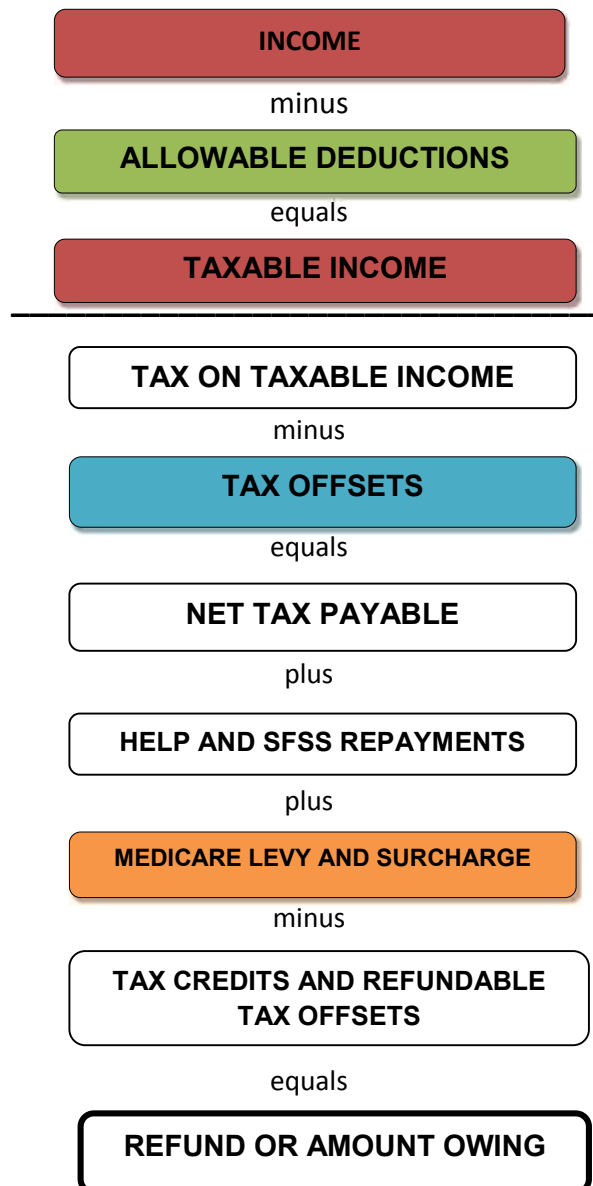 INCOME
minus
ALLOWABLE DEDUCTIONS
equals
TAXABLE INCOME
TAX ON TAXABLE INCOME
minus
TAX OFFSETS
equals
NET TAX PAYABLE
plus
HELP AND SFSS REPAYMENTS
plus
MEDICARE LEVY AND SURCHARGE
minus
TAX CREDITS AND REFUNDABLE
TAX OFFSETS
equals
REFUND OR AMOUNT OWING